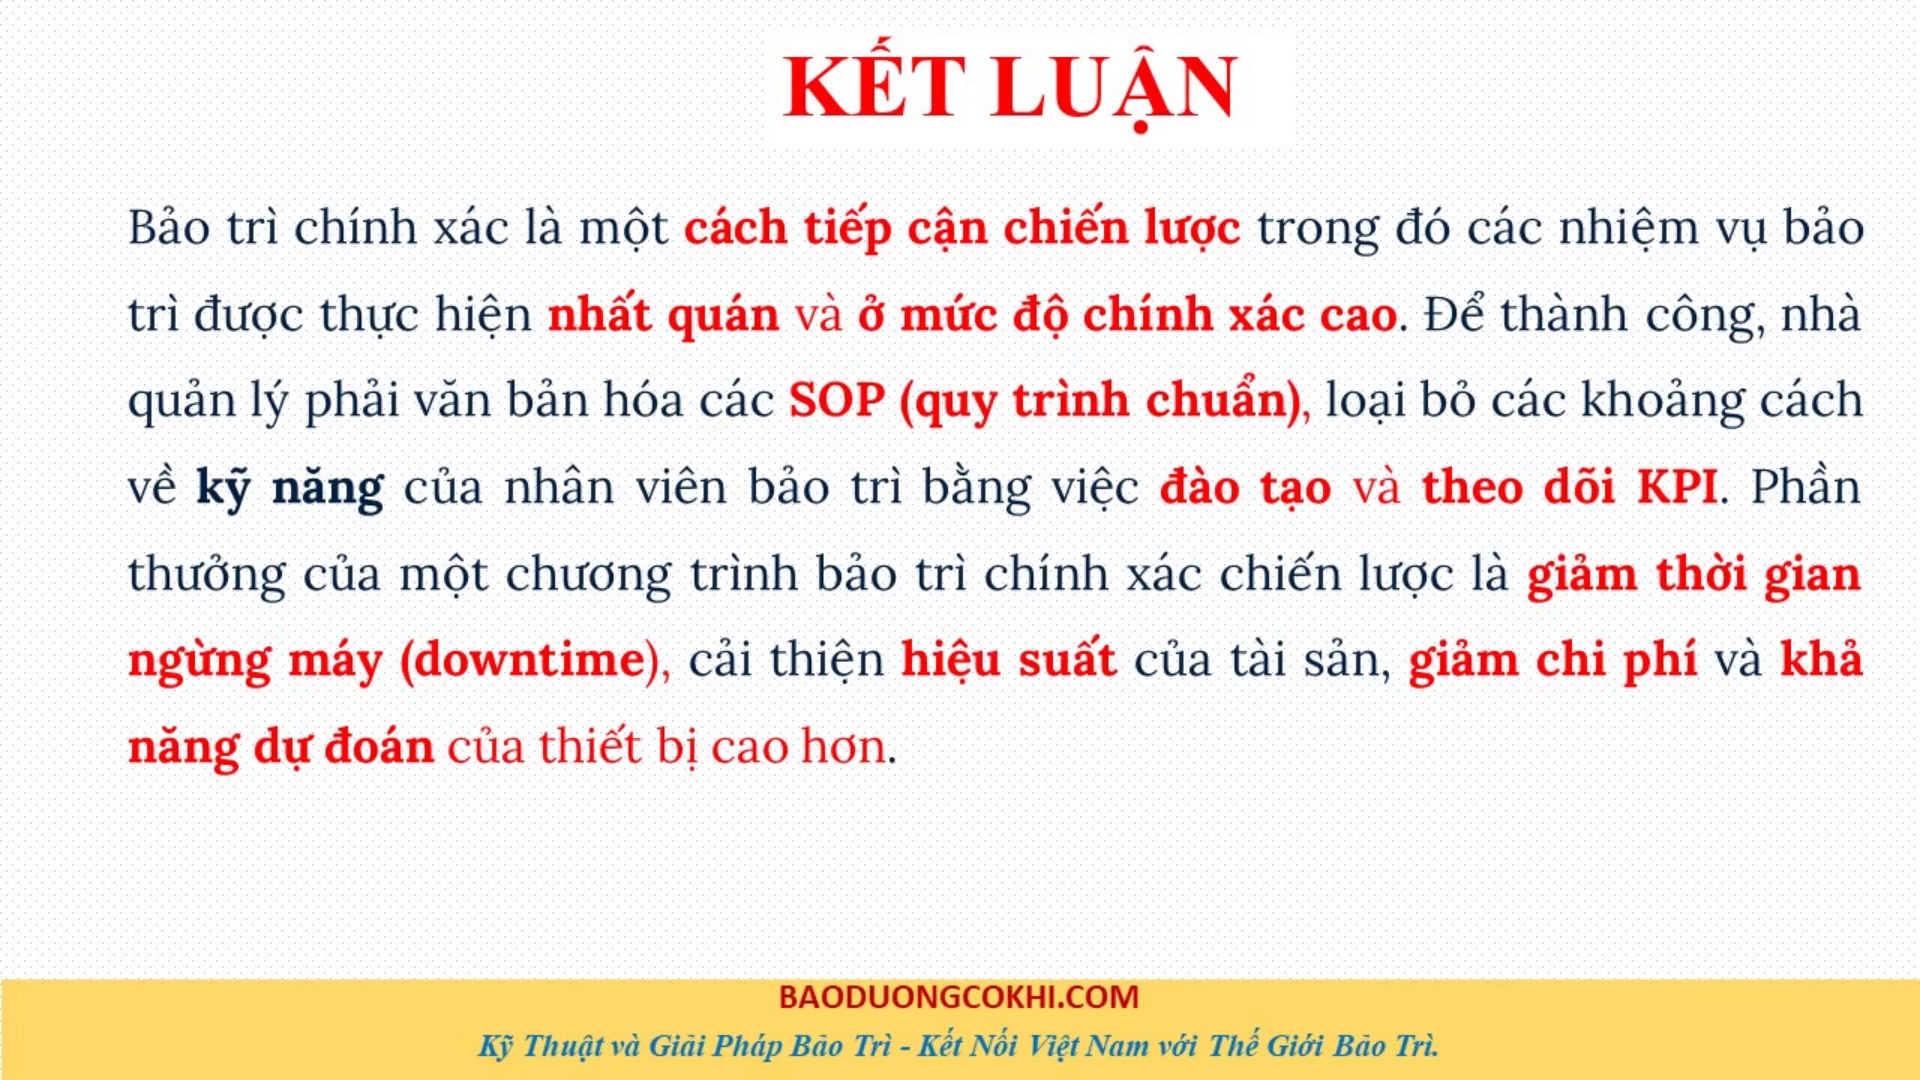 KẾT LUẬN
Bảo trì chính xác là một cách tiếp cận chiến lược trong đó các nhiệm vụ bảo
trì được thực hiện nhất quán và ở mức độ chính xác cao. Để thành công, nhà
quản lý phải văn bản hóa các SOP (quy trình chuẩn), loại bỏ các khoảng cách
về kỹ năng của nhân viên bảo trì bằng việc đào tạo và theo dõi KPI. Phần
thưởng của một chương trình bảo trì chính xác chiến lược là giảm thời gian
ngừng máy (downtime), cải thiện hiệu suất của tài sản, giảm chi phí và khả
năng dự đoán của thiết bị cao hơn.
BAODUONGCOKHI.COM
Kỹ Thuật và Giải Pháp Bảo Trì - Kết Nối Việt Nam với Thế Giới Bảo Trì.